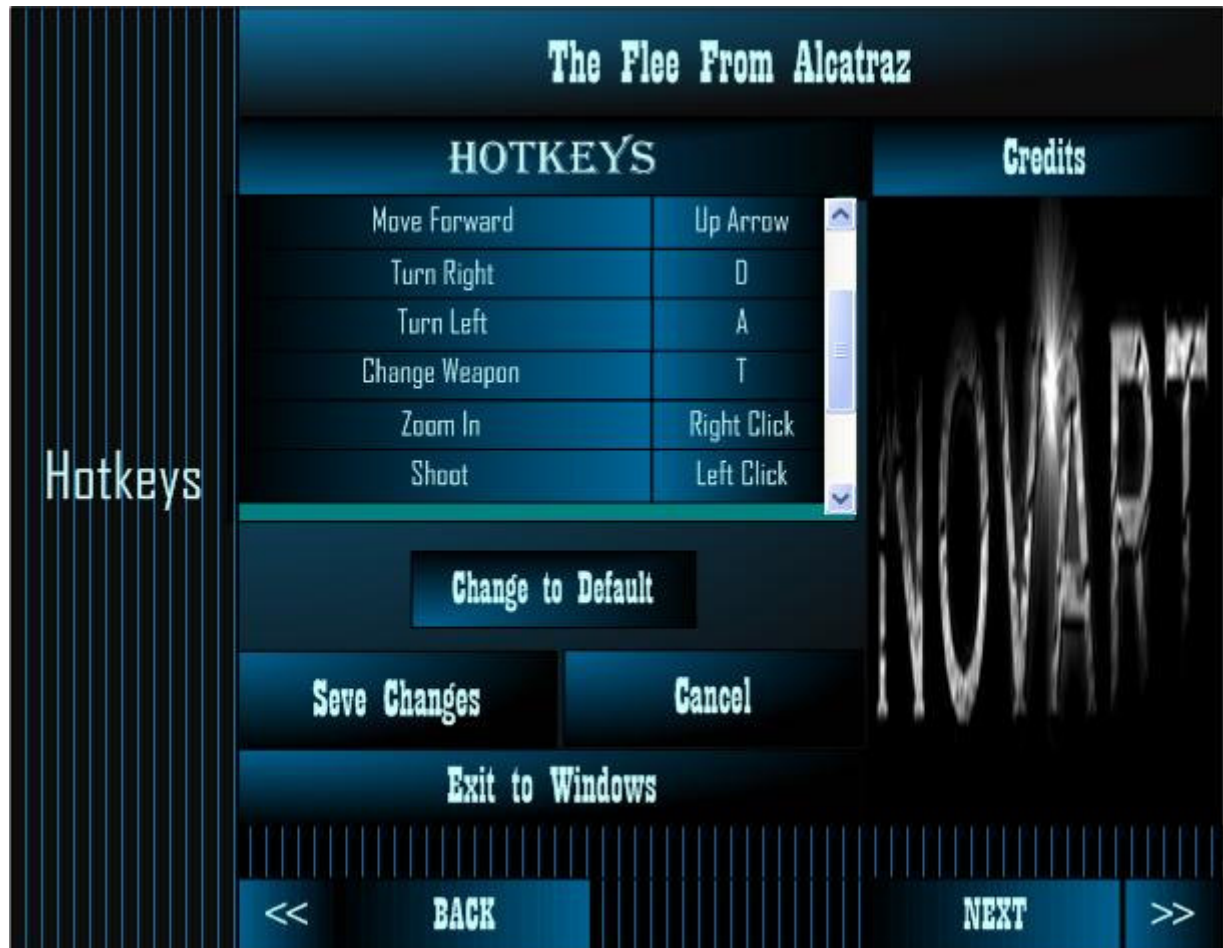 The Flee From Alcatraz
HOTKEYS
Credits
Move Forward Up Arrow
Turn Right D
Turn Left A
Change Weapon T
Zoom In Right Click
Shoot Left Click
Hotkeys
NOVART
Change to Default
Seve Changes Cancel
Exit to Windows
<< BACK NEXT >>